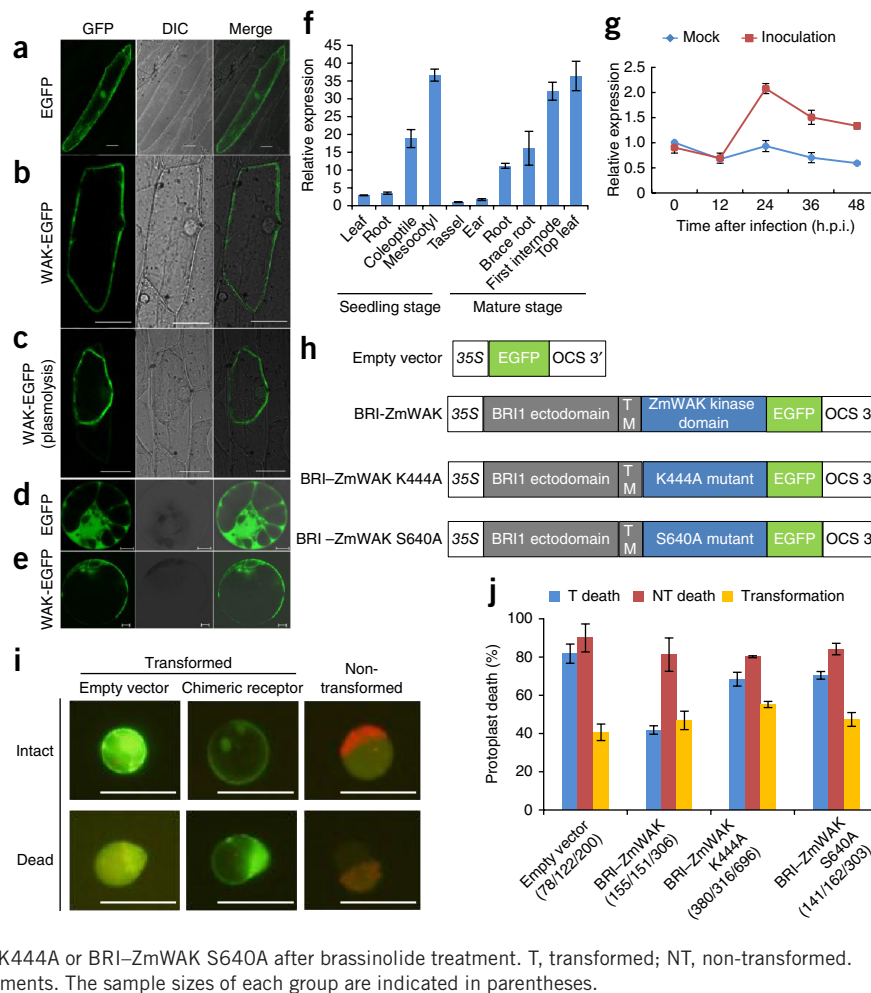 a
GFP DIC Merge
EGFP
b
WAK-EGFP
c
WAK-EGFP
(plasmolysis)
d
EGFP
e
WAK-EGFP
f
Relative expression
45
40
35
30
25
20
15
10
5
0
Leaf
Root
Coleoptile
Mesocotyl
Tassel
Ear
Root
Brace root
First internode
Top leaf
Seedling stage Mature stage
g
Mock Inoculation
Relative expression
2.5
2.0
1.5
1.0
0.5
0
0 12 24 36 48
Time after infection (h.p.i.)
h
Empty vector 35S EGFP OCS 3′
BRI-ZmWAK 35S BRI1 ectodomain TM ZmWAK kinase domain EGFP OCS 3
BRI–ZmWAK K444A 35S BRI1 ectodomain TM K444A mutant EGFP OCS 3
BRI –ZmWAK S640A 35S BRI1 ectodomain TM S640A mutant EGFP OCS 3
i
Transformed Non-
Empty vector Chimeric receptor transformed
Intact
Dead
j
T death NT death Transformation
Protoplast death (%)
100
80
60
40
20
0
Empty vector
(78/122/200)
BRI–ZmWAK
(155/151/306)
BRI–ZmWAK
K444A
(380/316/696)
BRI–ZmWAK
S640A
(141/162/303)
K444A or BRI–ZmWAK S640A after brassinolide treatment. T, transformed; NT, non-transformed.
ments. The sample sizes of each group are indicated in parentheses.